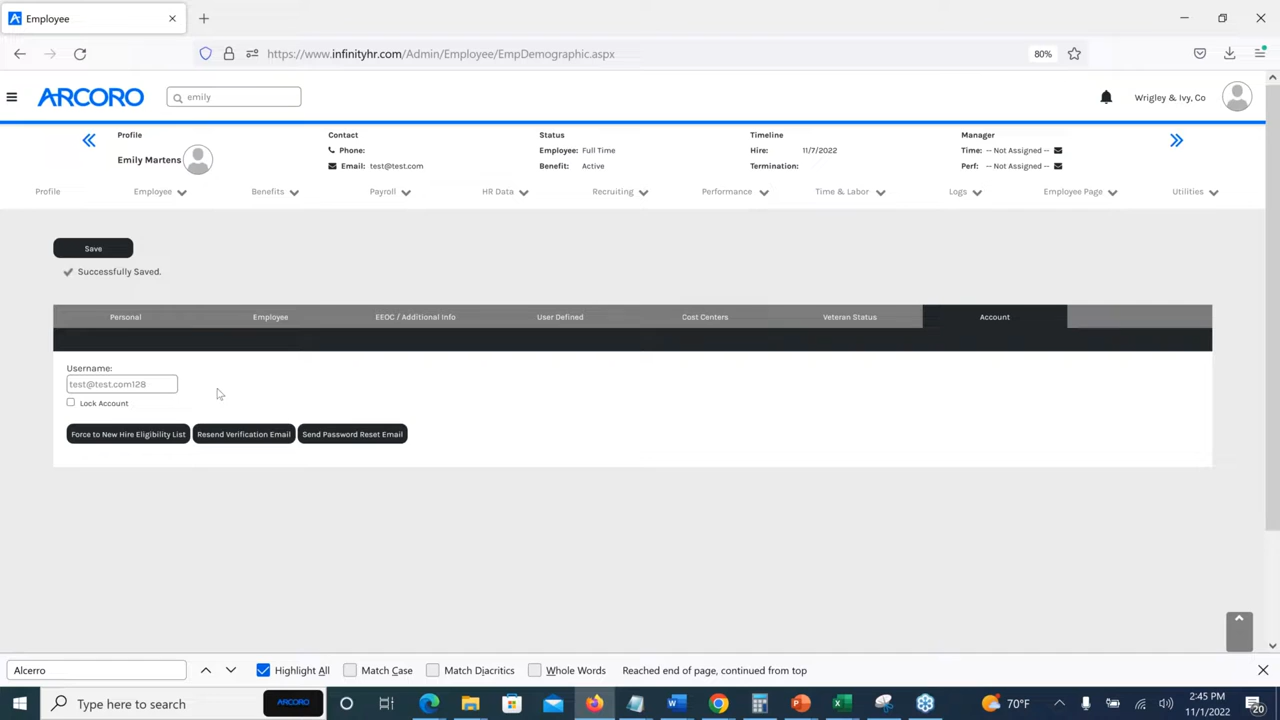 Employee
https://www.infinityhr.com/Admin/Employee/EmpDemographic.aspx
80%
ARCORO
emily
Wrigley & Ivy, Co
Profile
Contact
Status
Timeline
Manager
Emily Martens
Phone:
Employee: Full Time
Hire: 11/7/2022
Time: -- Not Assigned --
Email: test@test.com
Benefit: Active
Termination:
Perf: -- Not Assigned --
Profile
Employee
Benefits
Payroll
HR Data
Recruiting
Performance
Time & Labor
Logs
Employee Page
Utilities
Save
Successfully Saved.
Personal
Employee
EEOC / Additional Info
User Defined
Cost Centers
Veteran Status
Account
Username:
test@test.com128
Lock Account
Force to New Hire Eligibility List
Resend Verification Email
Send Password Reset Email
Alcerro
Highlight All
Match Case
Match Diacritics
Whole Words
Reached end of page, continued from top
Type here to search
ARCORO
70°F
2:45 PM
11/1/2022
20